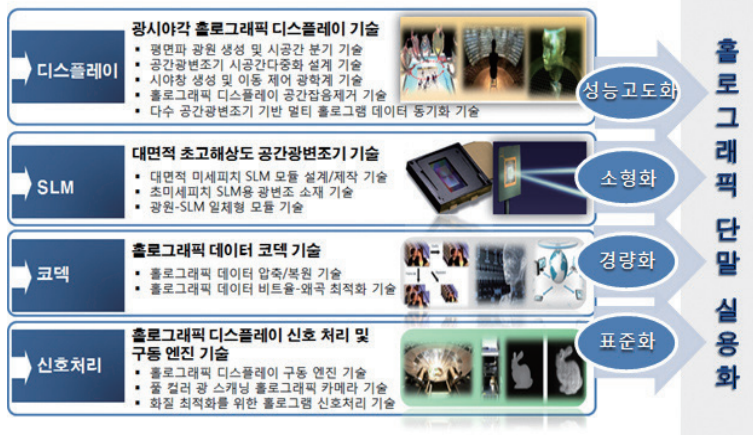 디스플레이
광시야각 홀로그래픽 디스플레이 기술
▪ 평면파 광원 생성 및 시공간 분기 기술
▪ 공간광변조기 시공간다중화 설계 기술
▪ 시야창 생성 및 이동 제어 광학계 기술
▪ 홀로그래픽 디스플레이 공간잡음제거 기술
▪ 다수 공간광변조기 기반 멀티 홀로그램 데이터 동기화 기술
성능고도화
SLM
대면적 초고해상도 공간광변조기 기술
▪ 대면적 미세피치 SLM 모듈 설계/제작 기술
▪ 초미세피치 SLM용 광변조 소재 기술
▪ 광원-SLM 일체형 모듈 기술
소형화
코덱
홀로그래픽 데이터 코덱 기술
▪ 홀로그래픽 데이터 압축/복원 기술
▪ 홀로그래픽 데이터 비트율-왜곡 최적화 기술
경량화
신호처리
홀로그래픽 디스플레이 신호 처리 및
구동 엔진 기술
▪ 홀로그래픽 디스플레이 구동 엔진 기술
▪ 풀 컬러 광 스캐닝 홀로그래픽 카메라 기술
▪ 화질 최적화를 위한 홀로그램 신호처리 기술
표준화
홀로그래픽 단말 실용화